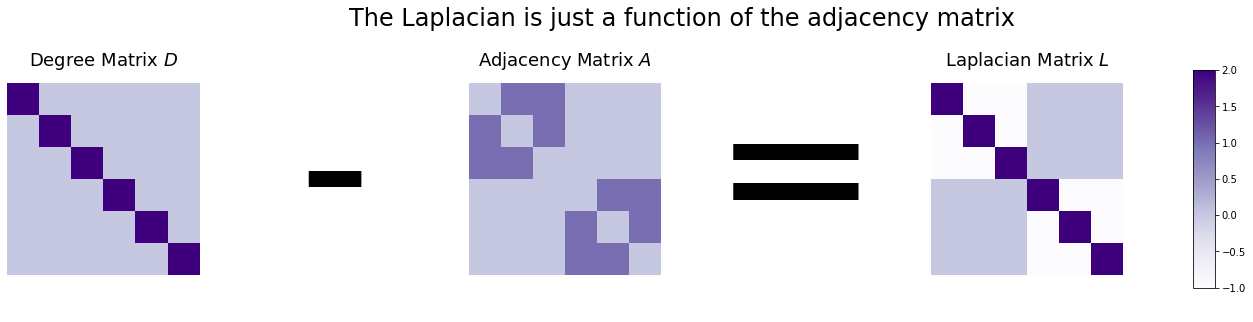 The Laplacian is just a function of the adjacency matrix
Degree Matrix D
-
Adjacency Matrix A
=
Laplacian Matrix L
2.0
1.5
1.0
0.5
0.0
−0.5
−1.0